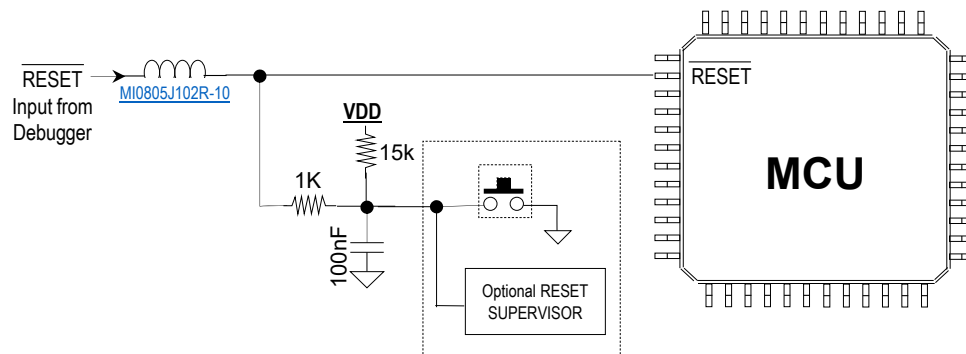 RESET
Input from
Debugger
MI0805J102R-10
VDD
15k
1K
100nF
Optional RESET
SUPERVISOR
RESET
MCU